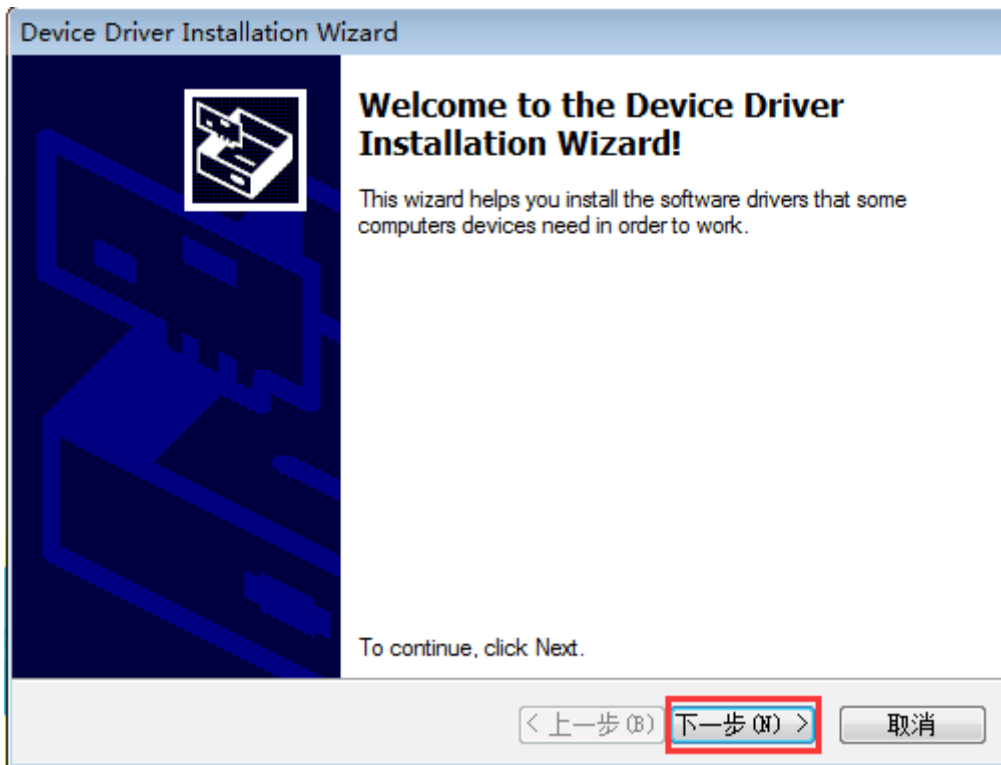 Device Driver Installation Wizard
Welcome to the Device Driver
Installation Wizard!
This wizard helps you install the software drivers that some
computers devices need in order to work.
To continue, click Next.
< 上一步(B) 下一步(N) > 取消